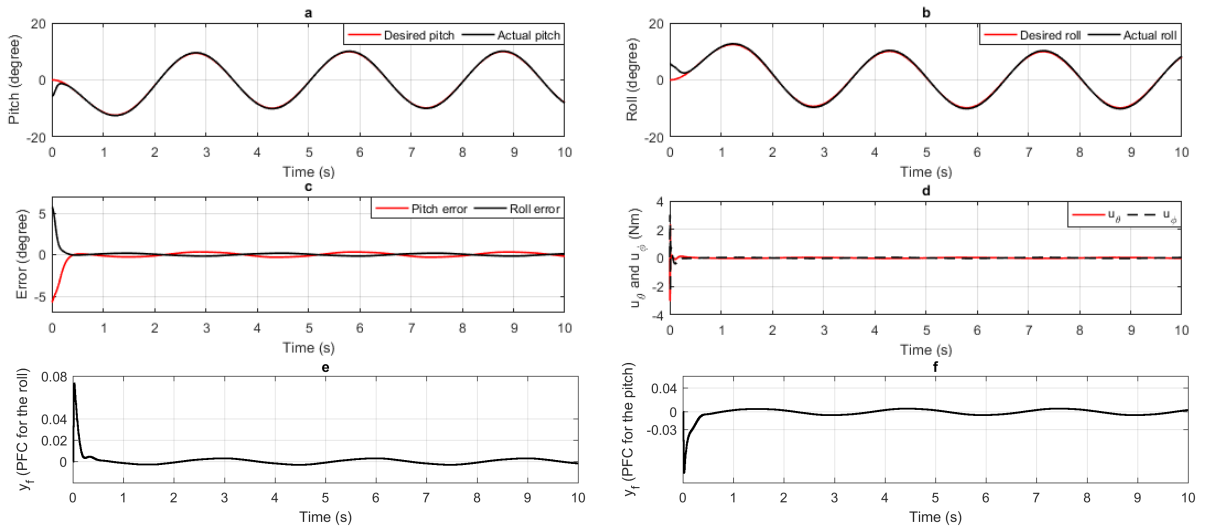 a
20
0
-20
Pitch (degree)
Desired pitch Actual pitch
0 1 2 3 4 5 6 7 8 9 10
Time (s)
b
20
0
-20
Roll (degree)
Desired roll Actual roll
0 1 2 3 4 5 6 7 8 9 10
Time (s)
c
5
0
-5
Error (degree)
Pitch error Roll error
0 1 2 3 4 5 6 7 8 9 10
Time (s)
d
4
2
0
-2
-4
uθ and uϕ (Nm)
uθ uϕ
0 1 2 3 4 5 6 7 8 9 10
Time (s)
e
0.08
0.04
0.02
0
yf (PFC for the roll)
0 1 2 3 4 5 6 7 8 9 10
Time (s)
f
0.04
0
-0.03
yf (PFC for the pitch)
0 1 2 3 4 5 6 7 8 9 10
Time (s)